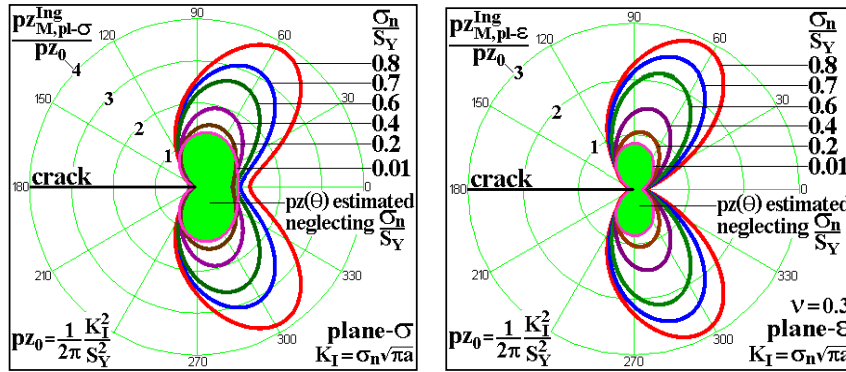 pz^Ing_M,pl-σ / pz_0
90
120
60
σ_n / S_Y
4
3
2
1
150
30
0.8
0.7
0.6
0.4
0.2
0.01
180
crack
0
pz(Θ) estimated
neglecting σ_n / S_Y
210
330
240
300
270
pz_0 = 1/2π K_I^2 / S_Y^2
plane-σ
K_I = σ_n√πa
pz^Ing_M,pl-ε / pz_0
90
120
60
σ_n / S_Y
3
2
1
150
30
0.8
0.7
0.6
0.4
0.2
0.01
180
crack
0
pz(Θ) estimated
neglecting σ_n / S_Y
210
330
240
300
270
ν = 0.3
pz_0 = 1/2π K_I^2 / S_Y^2
plane-ε
K_I = σ_n√πa